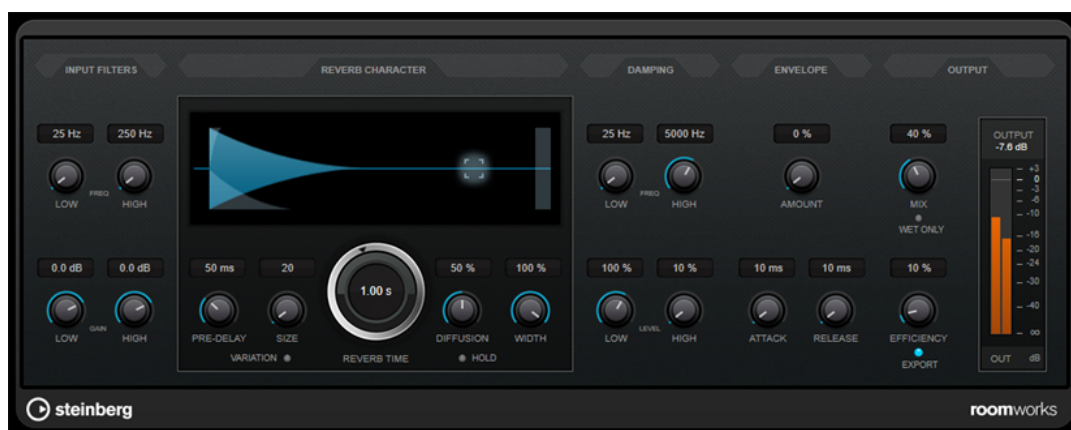 INPUT FILTERS REVERB CHARACTER DAMPING ENVELOPE OUTPUT
25 Hz 250 Hz 25 Hz 5000 Hz 0 % 40 % OUTPUT
-7.6 dB
FREQ FREQ
LOW HIGH LOW HIGH AMOUNT MIX
WET ONLY
+3
0
-3
-6
-10
-16
-20
-24
-30
-40
∞
0.0 dB 0.0 dB 50 ms 20 50 % 100 % 100 % 10 % 10 ms 10 ms 10 %
1.00 s
GAIN LEVEL
LOW HIGH PRE-DELAY SIZE DIFFUSION WIDTH LOW HIGH ATTACK RELEASE EFFICIENCY
VARIATION REVERB TIME HOLD EXPORT OUT dB
steinberg roomworks